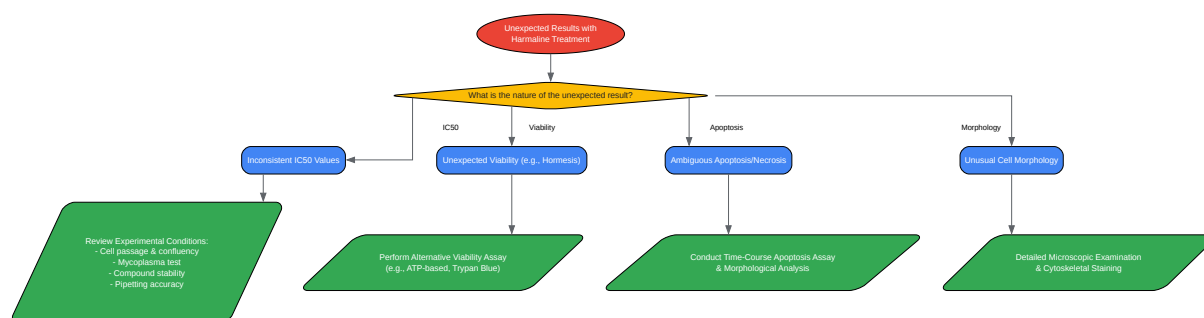 Unexpected Results with
Harmaline Treatment
What is the nature of the unexpected result?
IC50
Viability
Apoptosis
Morphology
Inconsistent IC50 Values
Unexpected Viability (e.g., Hormesis)
Ambiguous Apoptosis/Necrosis
Unusual Cell Morphology
Review Experimental Conditions:
- Cell passage & confluency
- Mycoplasma test
- Compound stability
- Pipetting accuracy
Perform Alternative Viability Assay
(e.g., ATP-based, Trypan Blue)
Conduct Time-Course Apoptosis Assay
& Morphological Analysis
Detailed Microscopic Examination
& Cytoskeletal Staining